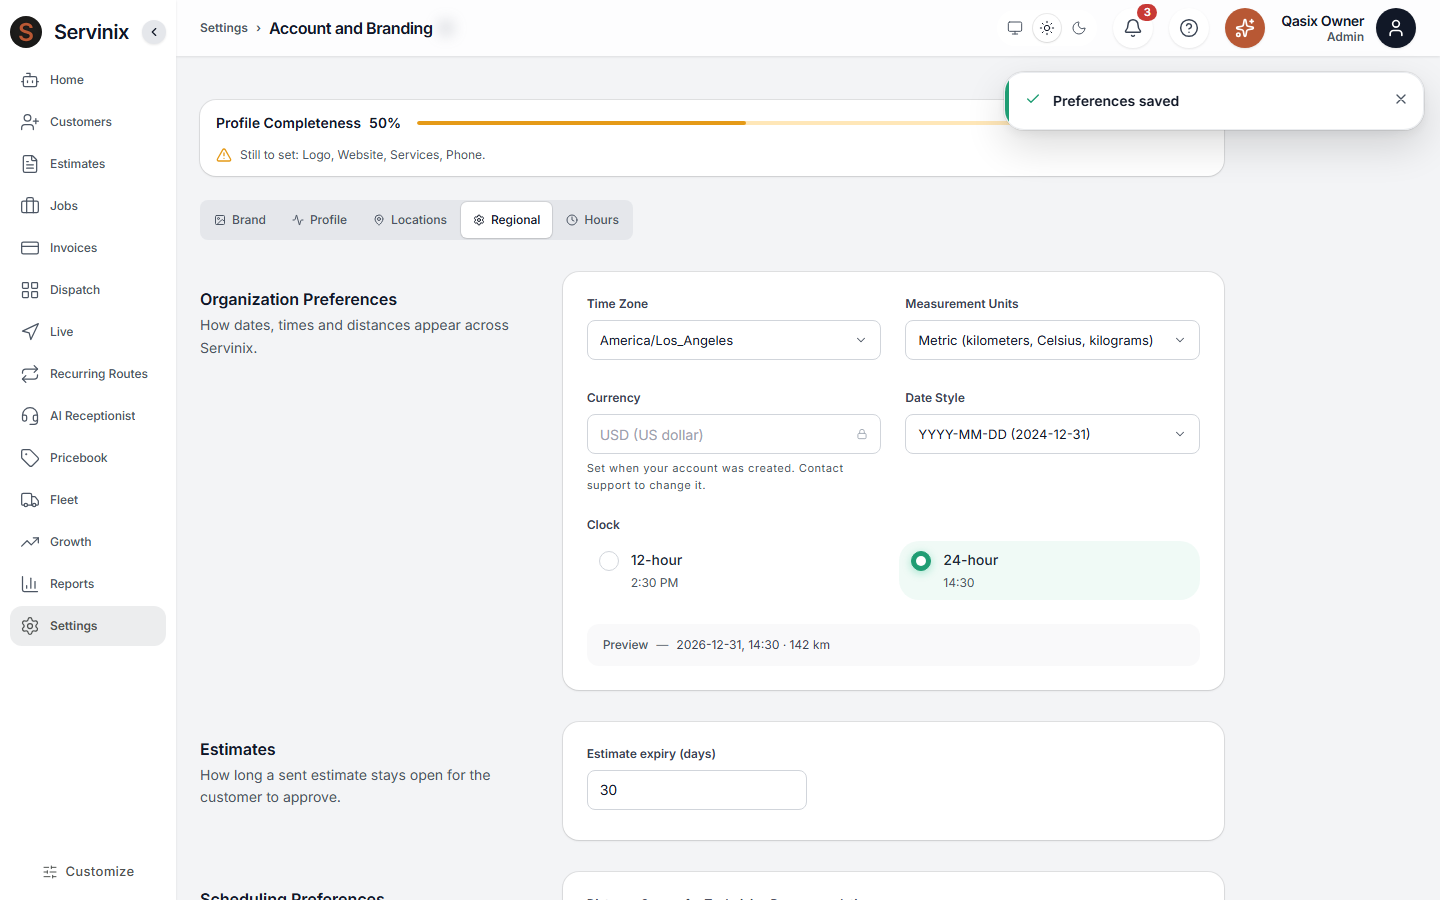 Servinix
Home
Customers
Estimates
Jobs
Invoices
Dispatch
Live
Recurring Routes
AI Receptionist
Pricebook
Fleet
Growth
Reports
Settings
Customize
Settings › Account and Branding
3
Qasix Owner
Admin
Preferences saved
Profile Completeness 50%
Still to set: Logo, Website, Services, Phone.
Brand
Profile
Locations
Regional
Hours
Organization Preferences
How dates, times and distances appear across
Servinix.
Time Zone
America/Los_Angeles
Measurement Units
Metric (kilometers, Celsius, kilograms)
Currency
USD (US dollar)
Set when your account was created. Contact
support to change it.
Date Style
YYYY-MM-DD (2024-12-31)
Clock
12-hour
2:30 PM
24-hour
14:30
Preview — 2026-12-31, 14:30 · 142 km
Estimates
How long a sent estimate stays open for the
customer to approve.
Estimate expiry (days)
30
Scheduling Preferences